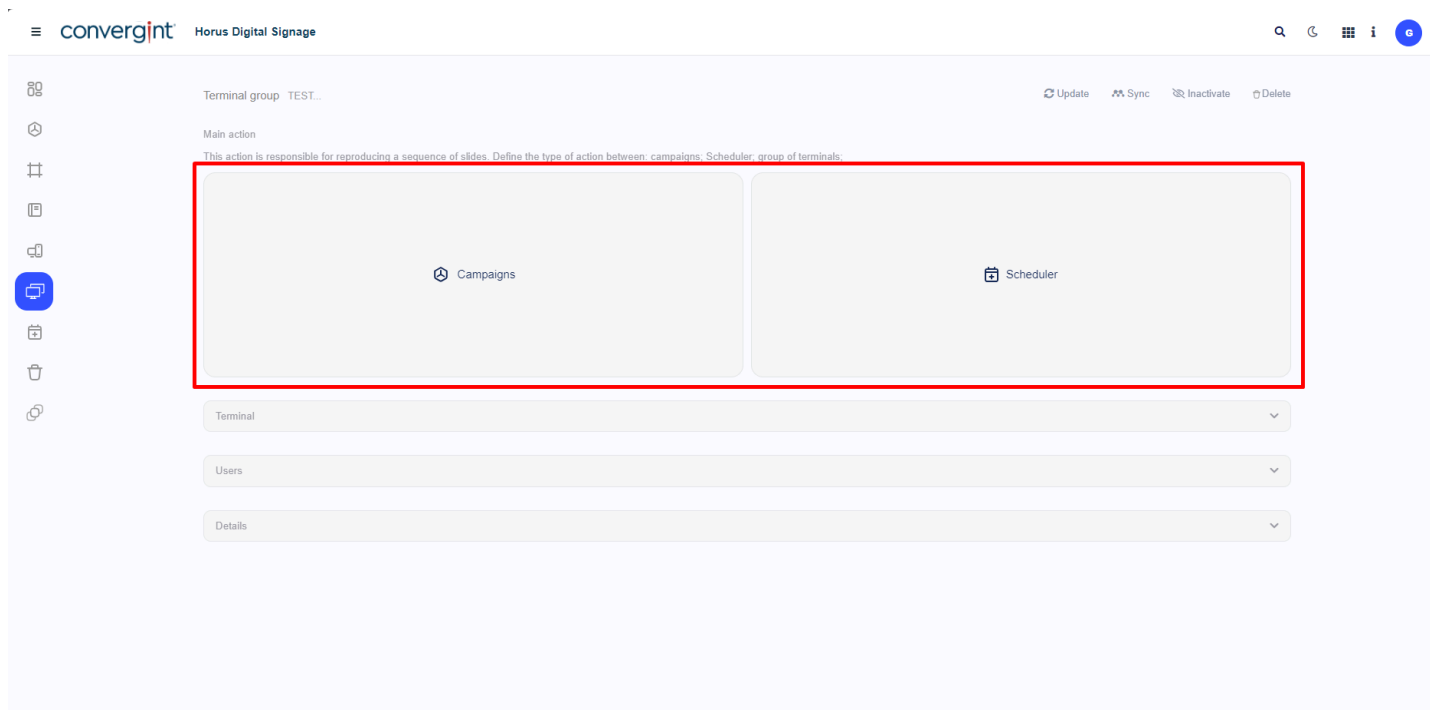 convergint Horus Digital Signage
G
Terminal group TEST...
Update Sync Inactivate Delete
Main action
This action is responsible for reproducing a sequence of slides. Define the type of action between: campaigns; Scheduler; group of terminals;
Campaigns
Scheduler
Terminal
Users
Details